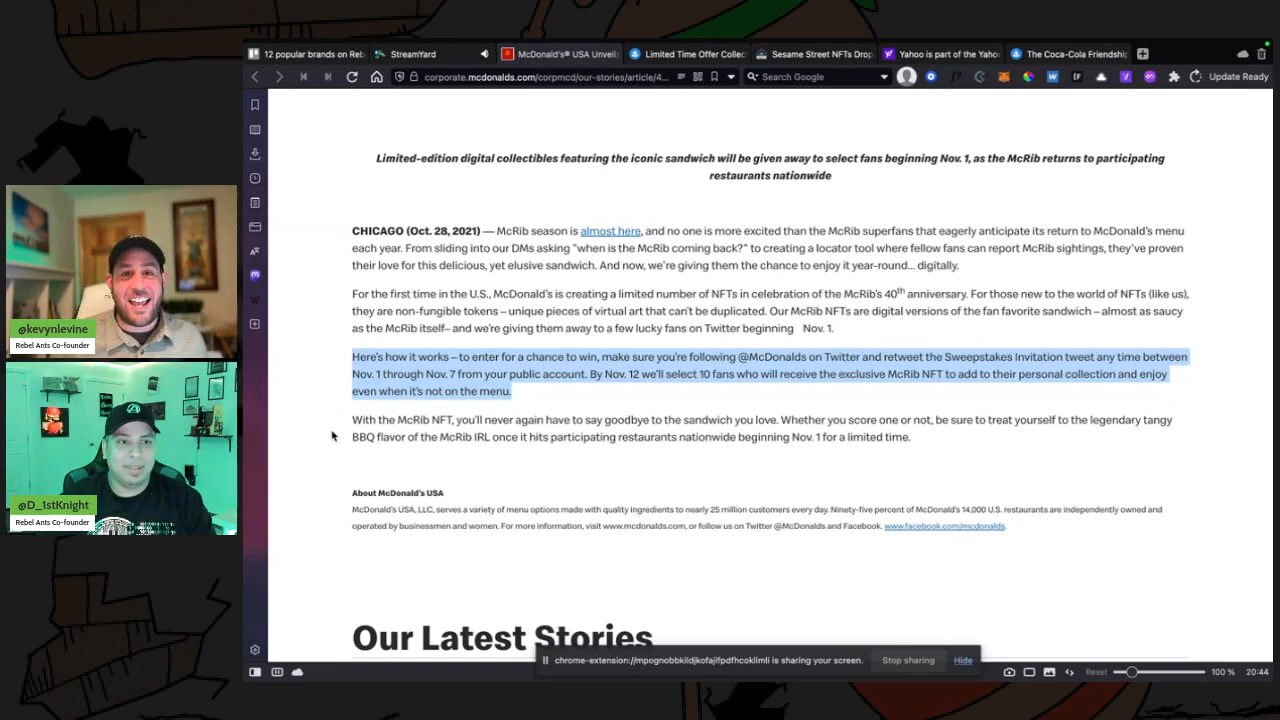 12 popular brands on Reb
StreamYard
McDonald's® USA Unveils
Limited Time Offer Collec
Sesame Street NFTs Drop
Yahoo is part of the Yaho
The Coca-Cola Friendship
corporate.mcdonalds.com/corpmcd/our-stories/article/4...
Search Google
Update Ready
Limited-edition digital collectibles featuring the iconic sandwich will be given away to select fans beginning Nov. 1, as the McRib returns to participating
restaurants nationwide
CHICAGO (Oct. 28, 2021) — McRib season is almost here, and no one is more excited than the McRib superfans that eagerly anticipate its return to McDonald's menu
each year. From sliding into our DMs asking "when is the McRib coming back?" to creating a locator tool where fellow fans can report McRib sightings, they've proven
their love for this delicious, yet elusive sandwich. And now, we're giving them the chance to enjoy it year-round... digitally.
For the first time in the U.S., McDonald's is creating a limited number of NFTs in celebration of the McRib's 40th anniversary. For those new to the world of NFTs (like us),
they are non-fungible tokens – unique pieces of virtual art that can't be duplicated. Our McRib NFTs are digital versions of the fan favorite sandwich – almost as saucy
as the McRib itself– and we're giving them away to a few lucky fans on Twitter beginning Nov. 1.
Here's how it works – to enter for a chance to win, make sure you're following @McDonalds on Twitter and retweet the Sweepstakes Invitation tweet any time between
Nov. 1 through Nov. 7 from your public account. By Nov. 12 we'll select 10 fans who will receive the exclusive McRib NFT to add to their personal collection and enjoy
even when it's not on the menu.
With the McRib NFT, you'll never again have to say goodbye to the sandwich you love. Whether you score one or not, be sure to treat yourself to the legendary tangy
BBQ flavor of the McRib IRL once it hits participating restaurants nationwide beginning Nov. 1 for a limited time.
About McDonald's USA
McDonald's USA, LLC, serves a variety of menu options made with quality ingredients to nearly 25 million customers every day. Ninety-five percent of McDonald's 14,000 U.S. restaurants are independently owned and
operated by businessmen and women. For more information, visit www.mcdonalds.com, or follow us on Twitter @McDonalds and Facebook. www.facebook.com/mcdonalds.
Our Latest Stories
chrome-extension://mpognobbkildjkofajifpdfhcoklimli is sharing your screen.
Stop sharing
Hide
Reset
100 %
20:44
@kevynlevine
Rebel Ants Co-founder
@D_1stKnight
Rebel Ants Co-founder